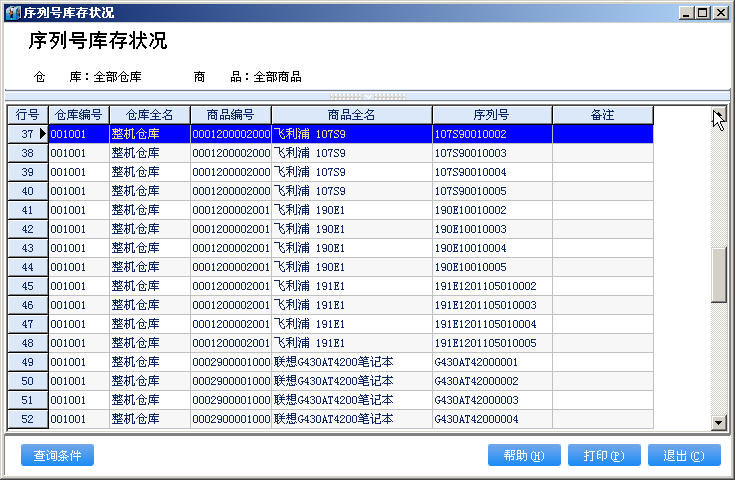 序列号库存状况
序列号库存状况
仓 库：全部仓库 商 品：全部商品
行号 仓库编号 仓库全名 商品编号 商品全名 序列号 备注
37 001001 整机仓库 0001200002000 飞利浦 107S9 107S90010002
38 001001 整机仓库 0001200002000 飞利浦 107S9 107S90010003
39 001001 整机仓库 0001200002000 飞利浦 107S9 107S90010004
40 001001 整机仓库 0001200002000 飞利浦 107S9 107S90010005
41 001001 整机仓库 0001200002001 飞利浦 190E1 190E10010002
42 001001 整机仓库 0001200002001 飞利浦 190E1 190E10010003
43 001001 整机仓库 0001200002001 飞利浦 190E1 190E10010004
44 001001 整机仓库 0001200002001 飞利浦 190E1 190E10010005
45 001001 整机仓库 0001200002001 飞利浦 191E1 191E1201105010002
46 001001 整机仓库 0001200002001 飞利浦 191E1 191E1201105010003
47 001001 整机仓库 0001200002001 飞利浦 191E1 191E1201105010004
48 001001 整机仓库 0001200002001 飞利浦 191E1 191E1201105010005
49 001001 整机仓库 0002900001000 联想G430AT4200笔记本 G430AT42000001
50 001001 整机仓库 0002900001000 联想G430AT4200笔记本 G430AT42000002
51 001001 整机仓库 0002900001000 联想G430AT4200笔记本 G430AT42000003
52 001001 整机仓库 0002900001000 联想G430AT4200笔记本 G430AT42000004
查询条件 帮助(H) 打印(P) 退出(C)